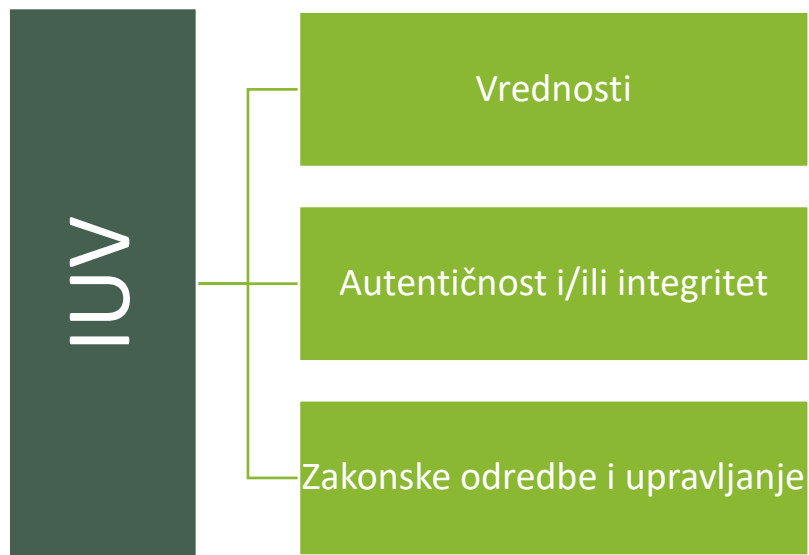 IUV
Vrednosti
Autentičnost i/ili integritet
Zakonske odredbe i upravljanje